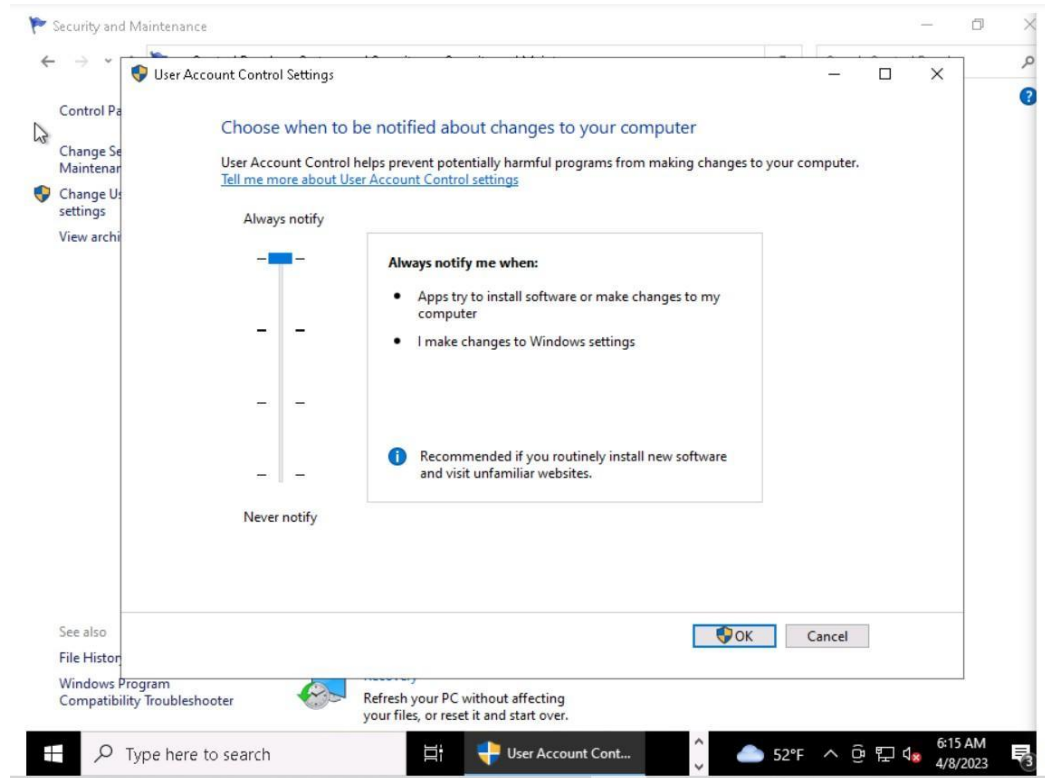 Security and Maintenance
User Account Control Settings
Control Pa
Change Se
Maintenar
Change Us
settings
View archi
Choose when to be notified about changes to your computer
User Account Control helps prevent potentially harmful programs from making changes to your computer.
Tell me more about User Account Control settings
Always notify
Always notify me when:
• Apps try to install software or make changes to my
computer
• I make changes to Windows settings
Recommended if you routinely install new software
and visit unfamiliar websites.
Never notify
OK
Cancel
See also
File Histor
Windows Program
Compatibility Troubleshooter
Refresh your PC without affecting
your files, or reset it and start over.
Type here to search
User Account Cont...
52°F
6:15 AM
4/8/2023
3